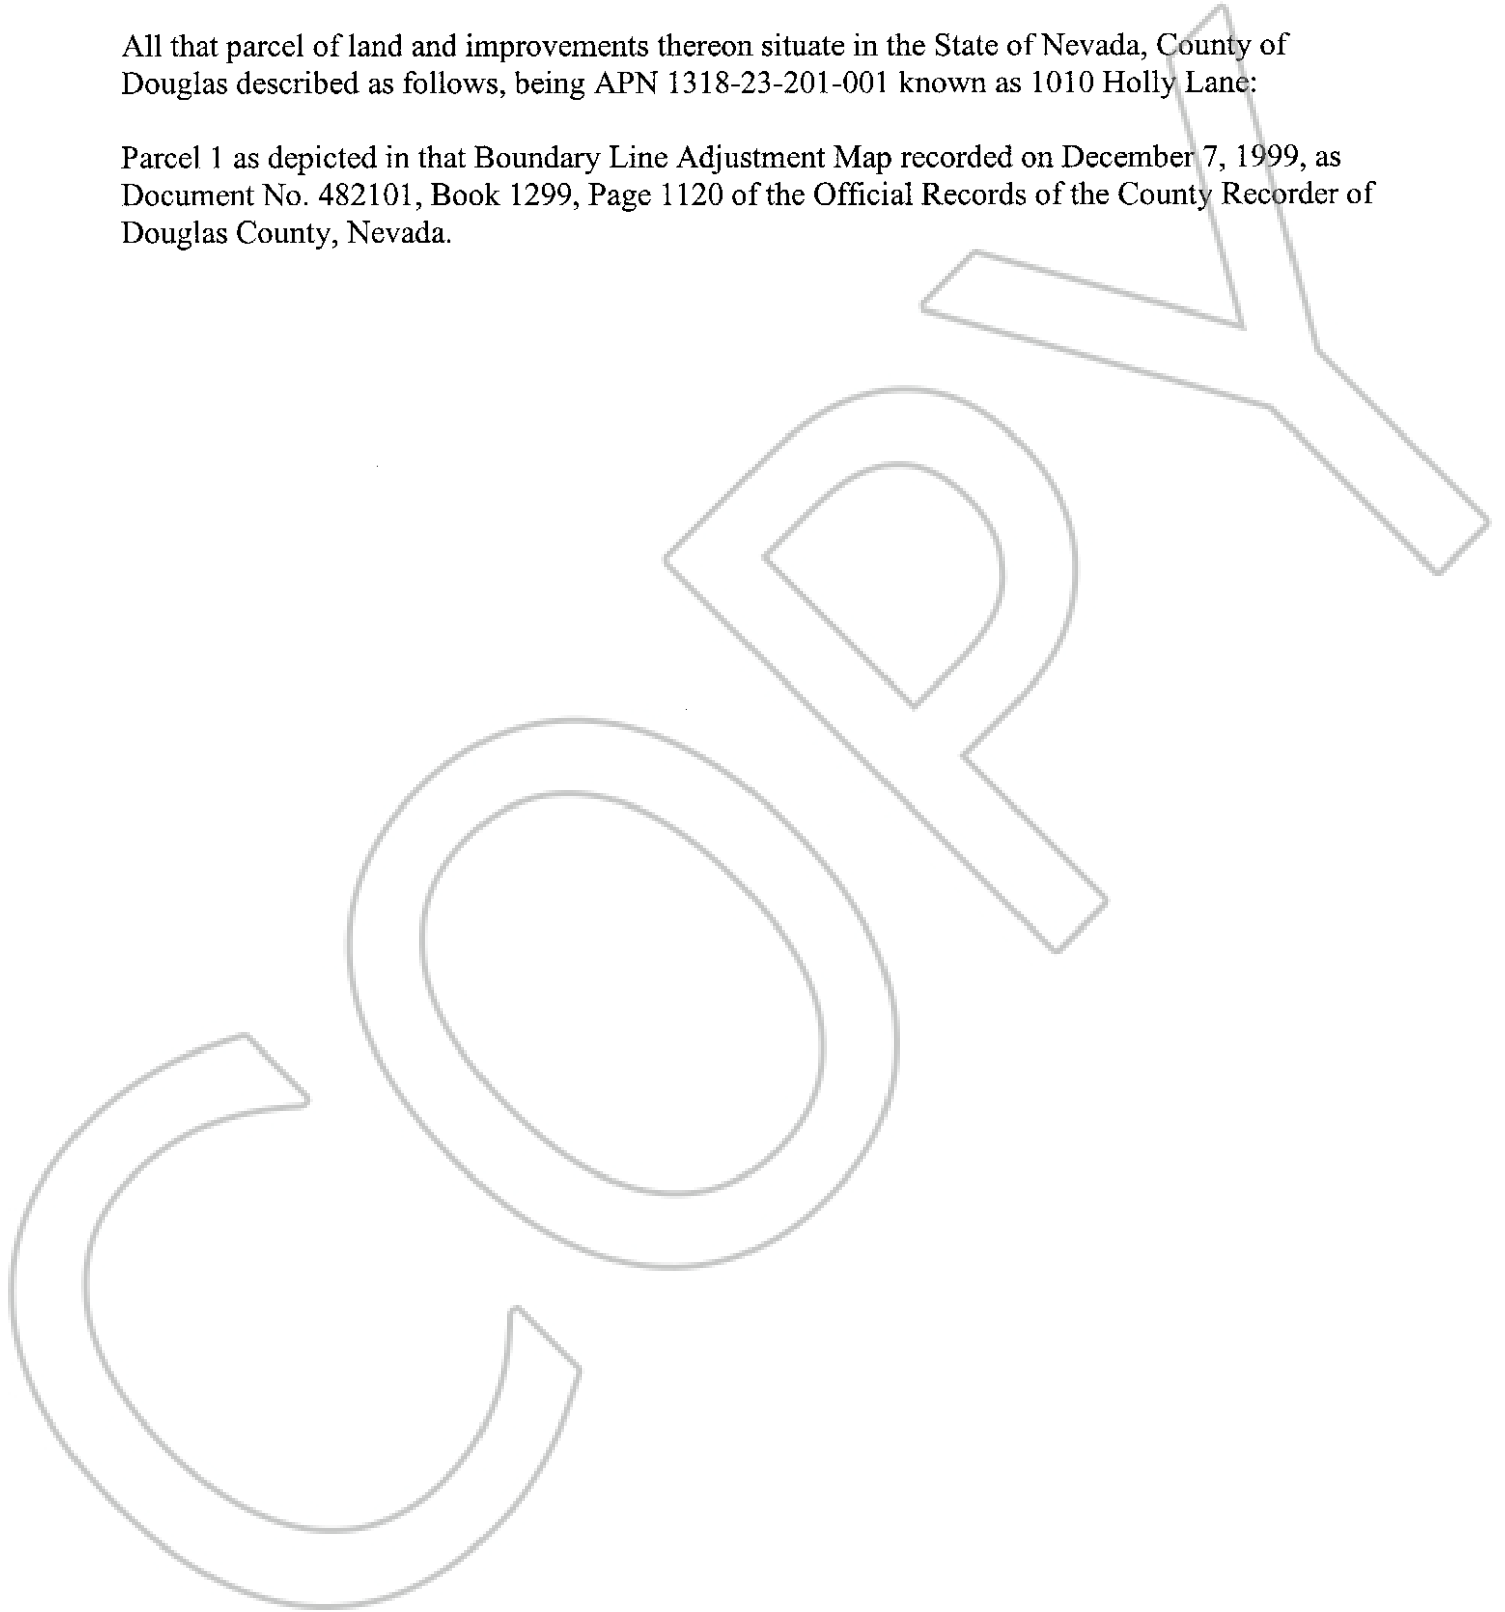 All that parcel of land and improvements thereon situate in the State of Nevada, County of
Douglas described as follows, being APN 1318-23-201-001 known as 1010 Holly Lane:
Parcel 1 as depicted in that Boundary Line Adjustment Map recorded on December 7, 1999, as
Document No. 482101, Book 1299, Page 1120 of the Official Records of the County Recorder of
Douglas County, Nevada.
COPY